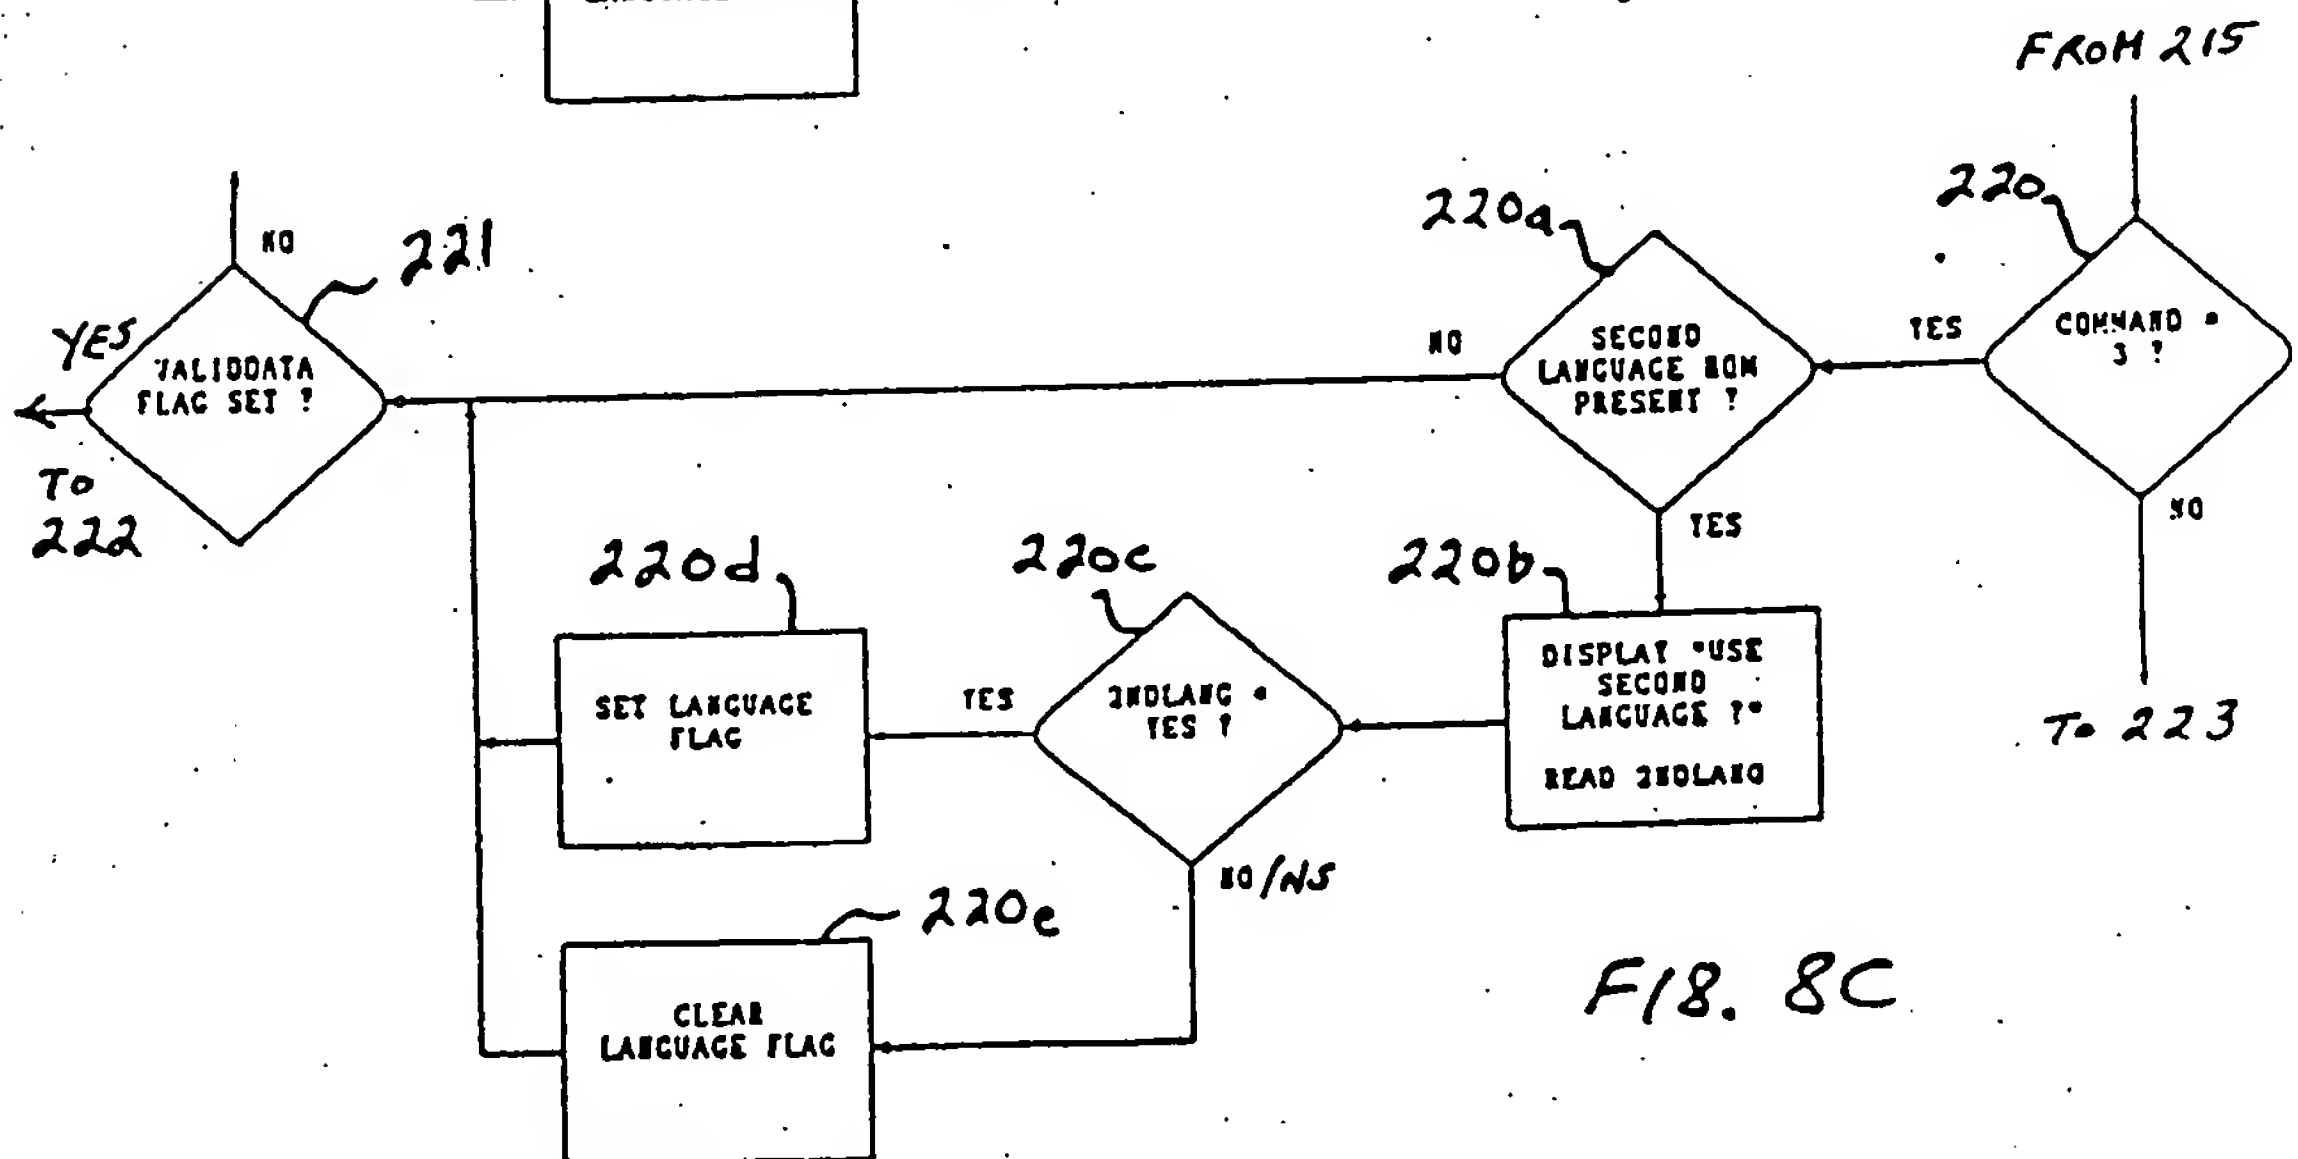 FROM 215
220
COMMAND =
3 ?
YES
NO
TO 223
220a
SECOND
LANGUAGE ROM
PRESENT ?
NO
YES
220b
DISPLAY "USE
SECOND
LANGUAGE ?"
READ 2NDLANG
220c
2NDLANG =
YES ?
YES
NO/NS
220d
SET LANGUAGE
FLAG
220e
CLEAR
LANGUAGE FLAG
221
VALIDDATA
FLAG SET ?
NO
YES
TO
222
FIG. 8C